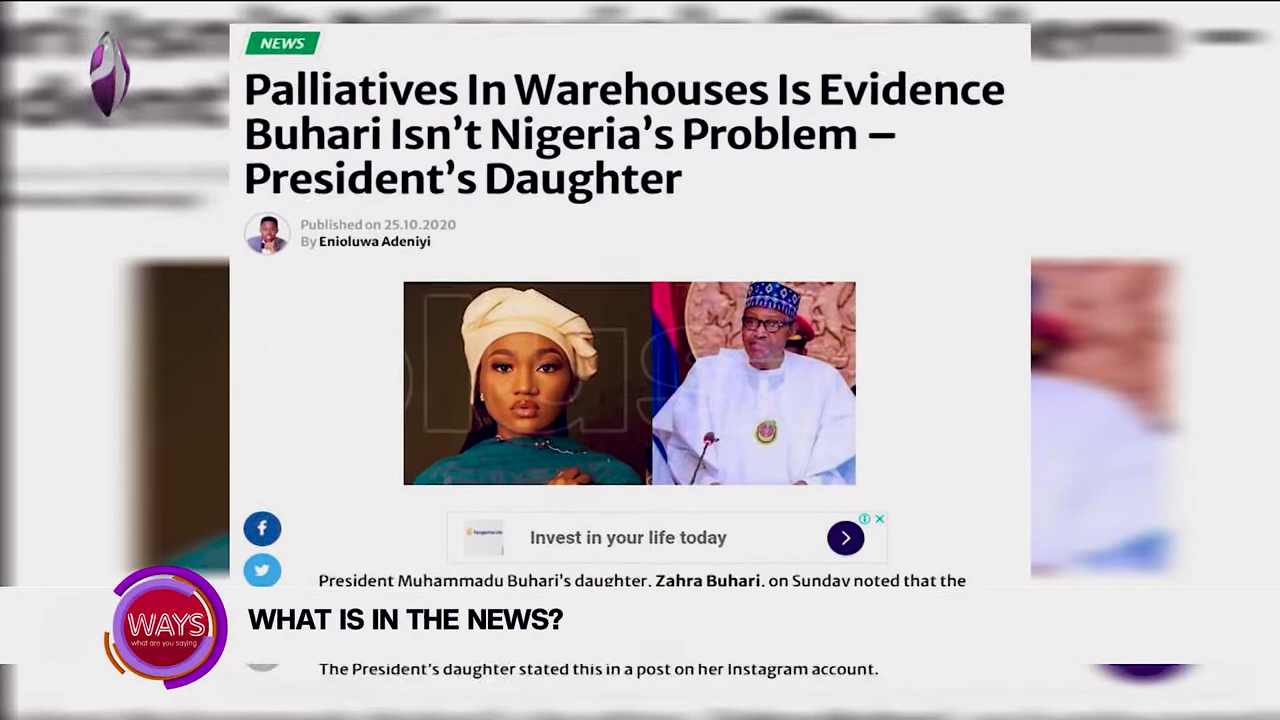 NEWS
Palliatives In Warehouses Is Evidence
Buhari Isn't Nigeria's Problem –
President's Daughter
Published on 25.10.2020
By Enioluwa Adeniyi
Invest in your life today
President Muhammadu Buhari's daughter, Zahra Buhari, on Sunday noted that the
WAYS
what are you saying
WHAT IS IN THE NEWS?
The President's daughter stated this in a post on her Instagram account.